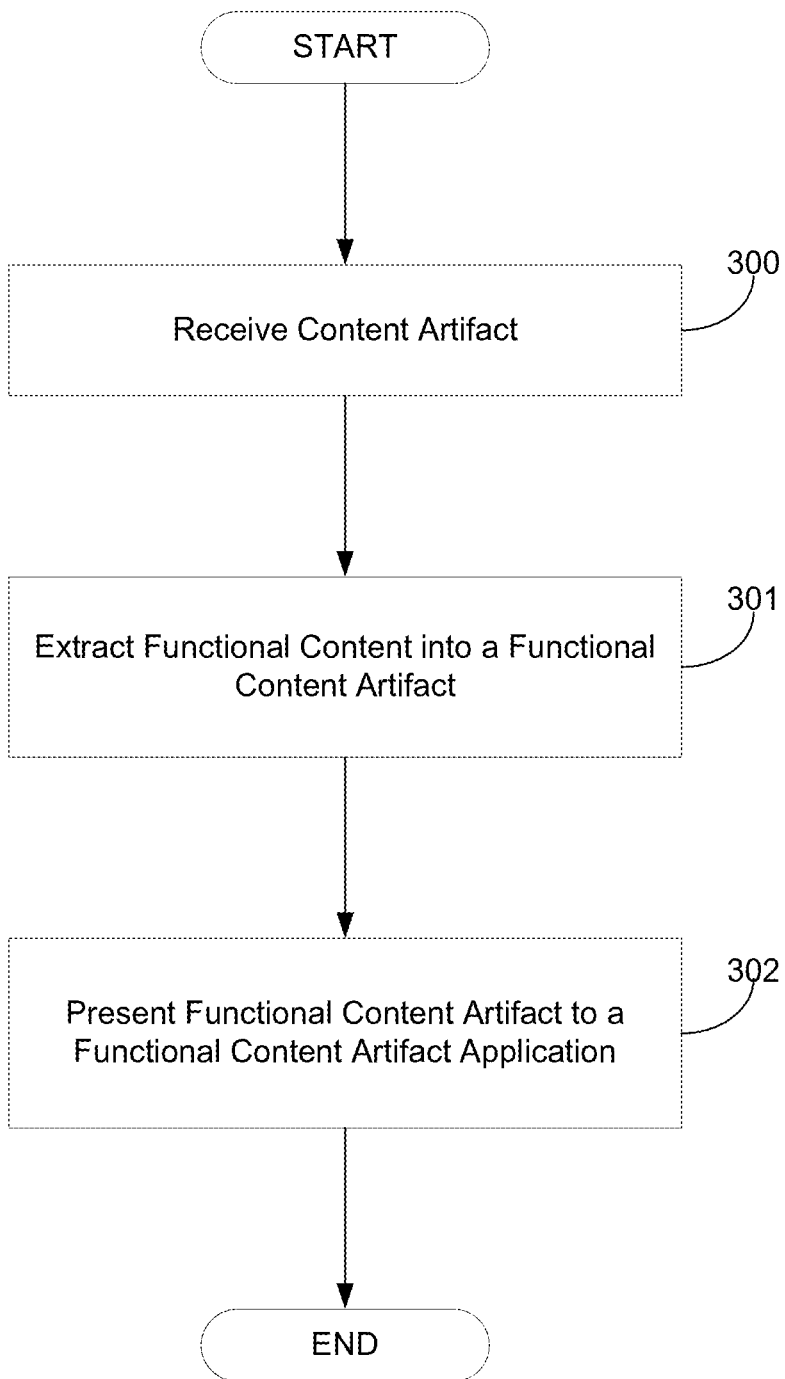 START
300
Receive Content Artifact
301
Extract Functional Content into a Functional
Content Artifact
302
Present Functional Content Artifact to a
Functional Content Artifact Application
END